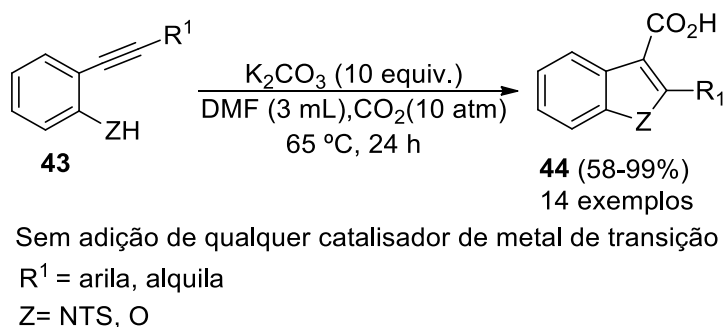 R¹
ZH
43
K₂CO₃ (10 equiv.)
DMF (3 mL),CO₂(10 atm)
65 ºC, 24 h
CO₂H
R₁
Z
44 (58-99%)
14 exemplos
Sem adição de qualquer catalisador de metal de transição
R¹ = arila, alquila
Z= NTS, O